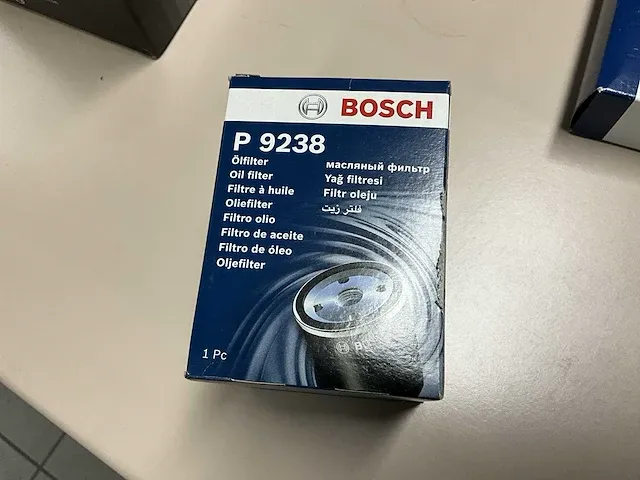 BOSCH
P 9238
Ölfilter
Oil filter
Filtre à huile
Oliefilter
Filtro olio
Filtro de aceite
Filtro de óleo
Oljefilter
масляный фильтр
Yağ filtresi
Filtr oleju
فلتر زيت
1 Pc